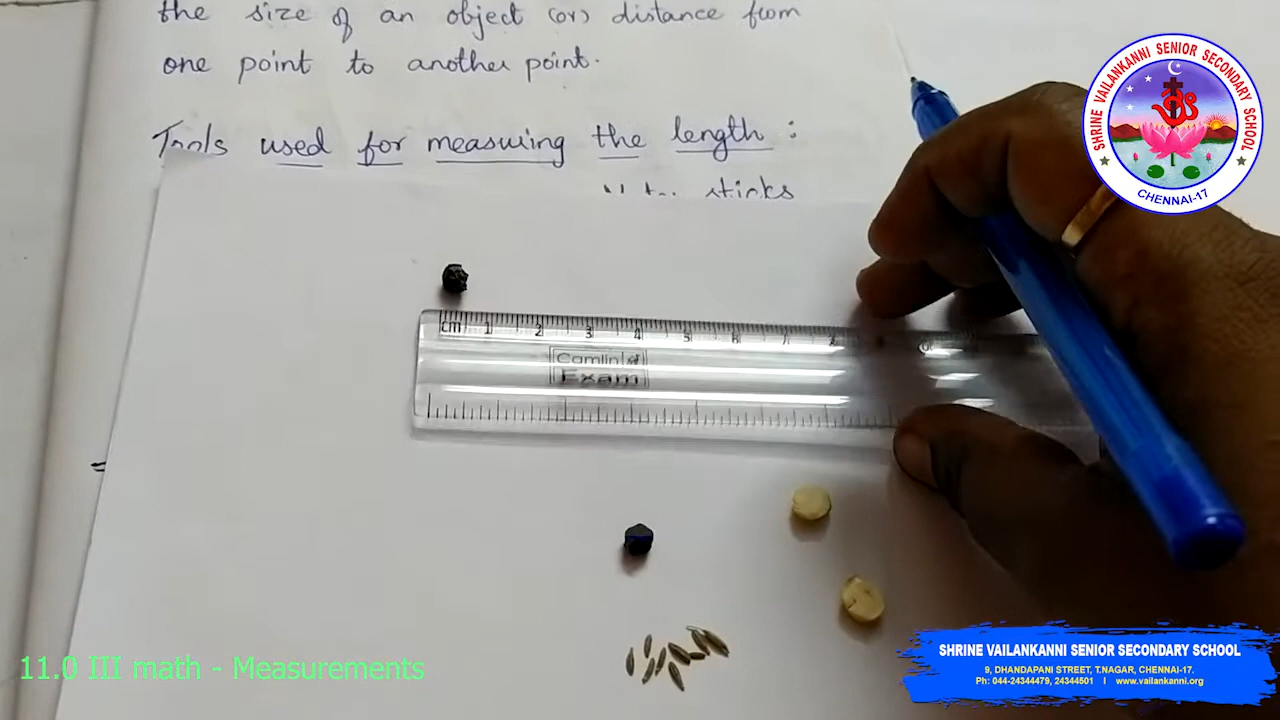 the size of an object (or) distance from
one point to another point.
Tools used for measuring the length :
sticks
cm 1 2 3 4 5 6 7 8
Camlin
Exam
SHRINE VAILANKANNI SENIOR SECONDARY SCHOOL
CHENNAI-17
11.0 III math - Measurements
SHRINE VAILANKANNI SENIOR SECONDARY SCHOOL
9, DHANDAPANI STREET, T.NAGAR, CHENNAI-17.
Ph: 044-24344479, 24344501 I www.vailankanni.org